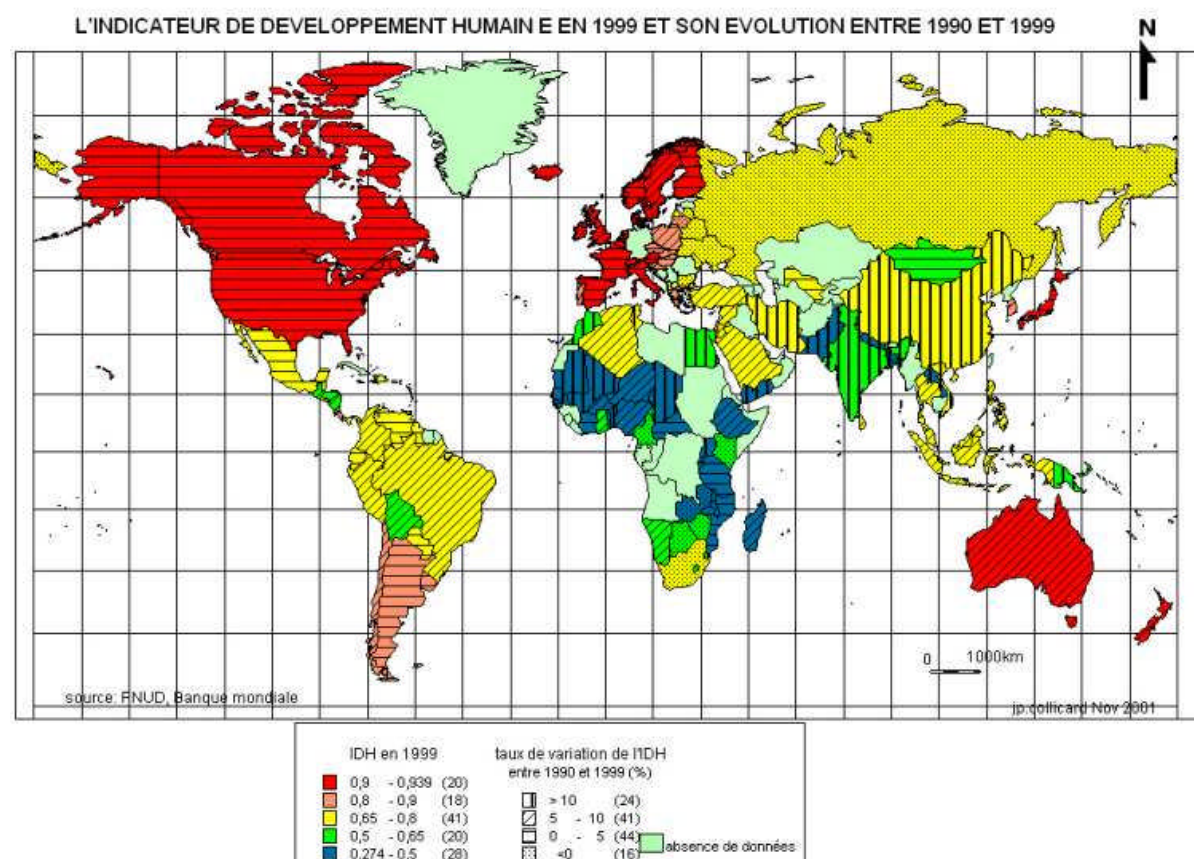 L'INDICATEUR DE DEVELOPPEMENT HUMAIN E EN 1999 ET SON EVOLUTION ENTRE 1990 ET 1999
N
0 1000km
source: PNUD, Banque mondiale
jp.collicard Nov 2001
IDH en 1999
0,9 - 0,939 (20)
0,8 - 0,9 (18)
0,65 - 0,8 (41)
0,5 - 0,65 (20)
0,274 - 0,5 (28)
taux de variation de l'IDH
entre 1990 et 1999 (%)
> 10 (24)
5 - 10 (41)
0 - 5 (44)
<0 (16)
absence de données